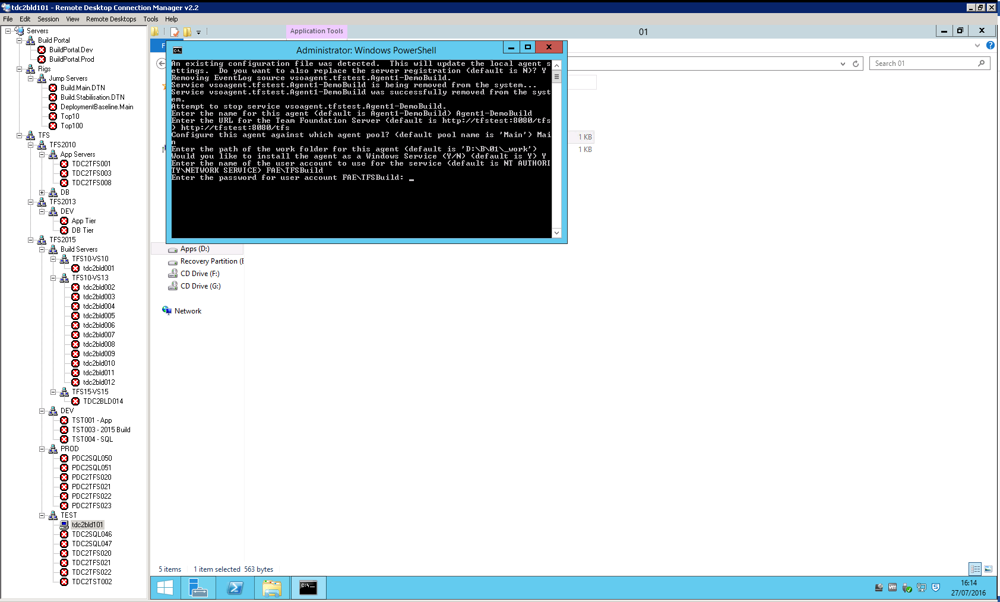 tdc2bld101 - Remote Desktop Connection Manager v2.2
File Edit Session View Remote Desktops Tools Help
Servers
Build Portal
BuildPortal.Dev
BuildPortal.Prod
Rigs
Jump Servers
Build.Main.DTN
Build.Stabilisation.DTN
DeploymentBaseline.Main
Top10
Top100
TFS
TFS2010
App Servers
TDC2TFS001
TDC2TFS003
TDC2TFS008
DB
TFS2013
DEV
App Tier
DB Tier
TFS2015
Build Servers
TFS10-VS10
tdc2bld001
TFS10-VS13
tdc2bld002
tdc2bld003
tdc2bld004
tdc2bld005
tdc2bld006
tdc2bld007
tdc2bld008
tdc2bld009
tdc2bld010
tdc2bld011
tdc2bld012
TFS15-VS15
TDC2BLD014
DEV
TST001 - App
TST003 - 2015 Build
TST004 - SQL
PROD
PDC2SQL050
PDC2SQL051
PDC2TFS020
PDC2TFS021
PDC2TFS022
PDC2TFS023
TEST
tdc2bld101
TDC2SQL046
TDC2SQL047
TDC2TFS020
TDC2TFS021
TDC2TFS022
TDC2TST002
Application Tools
01
F
Search 01
1 KB
1 KB
Administrator: Windows PowerShell
An existing configuration file was detected.  This will update the local agent s
ettings.  Do you want to also replace the server registration (default is N)? Y
Removing EventLog source vsoagent.tfstest.Agent1-DemoBuild.
Service vsoagent.tfstest.Agent1-DemoBuild is being removed from the system...
Service vsoagent.tfstest.Agent1-DemoBuild was successfully removed from the syst
em.
Attempt to stop service vsoagent.tfstest.Agent1-DemoBuild.
Enter the name for this agent (default is Agent1-DemoBuild) Agent1-DemoBuild
Enter the URL for the Team Foundation Server (default is http://tfstest:8080/tfs
) http://tfstest:8080/tfs
Configure this agent against which agent pool? (default pool name is 'Main') Mai
n
Enter the path of the work folder for this agent (default is 'D:\B\01\_work')
Would you like to install the agent as a Windows Service (Y/N) (default is Y) Y
Enter the name of the user account to use for the service (default is NT AUTHORI
TY\NETWORK SERVICE) FAE\TFSBuild
Enter the password for user account FAE\TFSBuild: _
Apps (D:)
Recovery Partition (E
CD Drive (F:)
CD Drive (G:)
Network
5 items 1 item selected 563 bytes
16:14
27/07/2016